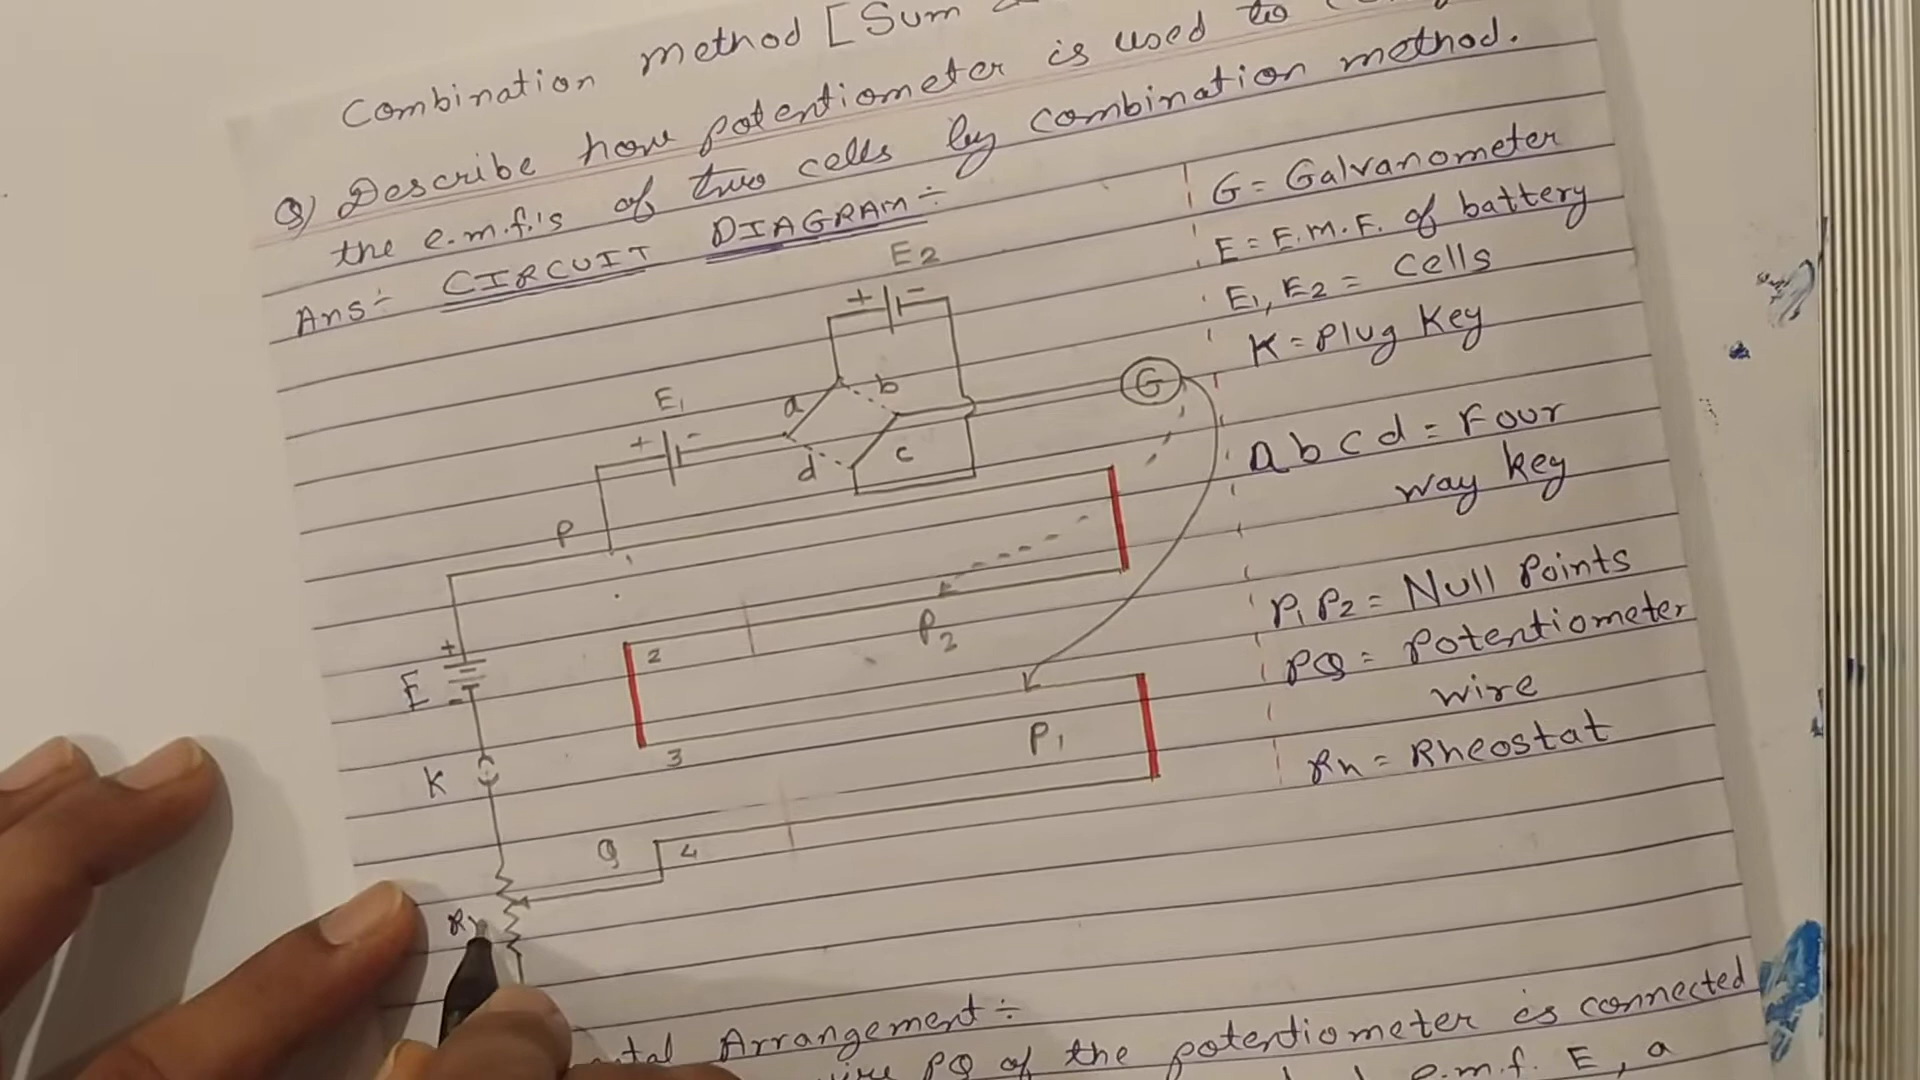 Combination method [Sum
Q) Describe how potentiometer is used to
the e.m.f.'s of two cells by combination method.
Ans÷ CIRCUIT DIAGRAM÷
E2
+ -
E1
+ -
a
b
c
d
G
P
P2
2
E
+
-
P1
3
K
Q
4
G = Galvanometer
E = E.M.F. of battery
E1, E2 = Cells
K = Plug Key
a b c d = Four
way key
P1 P2 = Null Points
PQ = Potentiometer
wire
Rh = Rheostat
Arrangement÷
PQ of the potentiometer is connected
e.m.f. E, a